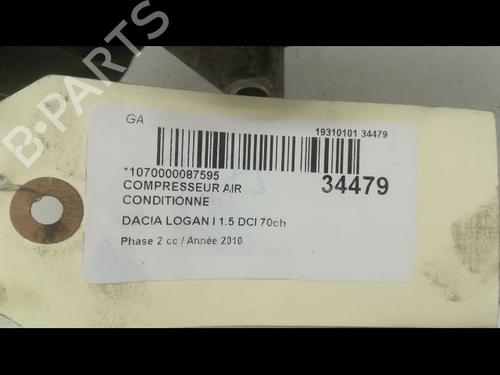 GA
19310101 34479
*1070000087595
34479
COMPRESSEUR AIR
CONDITIONNE
DACIA LOGAN I 1.5 DCI 70ch
Phase 2 cc / Année 2010
B-PARTS